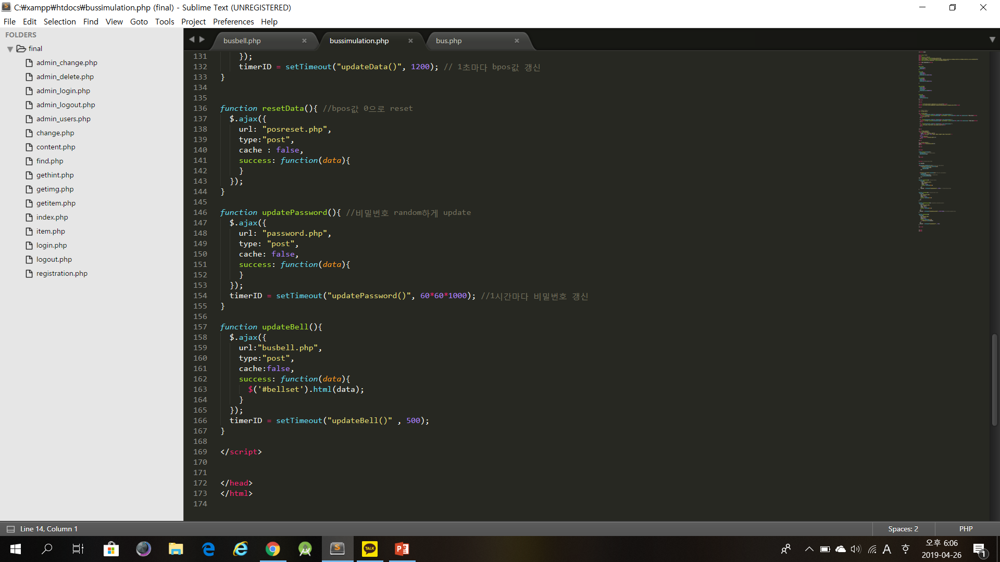 C:₩xampp₩htdocs₩bussimulation.php (final) - Sublime Text (UNREGISTERED)
File Edit Selection Find View Goto Tools Project Preferences Help
FOLDERS
final
admin_change.php
admin_delete.php
admin_login.php
admin_logout.php
admin_users.php
change.php
content.php
find.php
gethint.php
getimg.php
getitem.php
index.php
item.php
login.php
logout.php
registration.php
busbell.php
bussimulation.php
bus.php
131 });
132 timerID = setTimeout("updateData()", 1200); // 1초마다 bpos값 갱신
133 }
134
135
136 function resetData(){ //bpos값 0으로 reset
137 $.ajax({
138 url: "posreset.php",
139 type:"post",
140 cache : false,
141 success: function(data){
142 }
143 });
144 }
145
146 function updatePassword(){ //비밀번호 random하게 update
147 $.ajax({
148 url: "password.php",
149 type: "post",
150 cache: false,
151 success: function(data){
152 }
153 });
154 timerID = setTimeout("updatePassword()", 60*60*1000); //1시간마다 비밀번호 갱신
155 }
156
157 function updateBell(){
158 $.ajax({
159 url:"busbell.php",
160 type:"post",
161 cache:false,
162 success: function(data){
163 $('#bellset').html(data);
164 }
165 });
166 timerID = setTimeout("updateBell()" , 500);
167 }
168
169 </script>
170
171
172 </head>
173 </html>
174
Line 14, Column 1
Spaces: 2
PHP
TALK
A
오후 6:06
2019-04-26
1